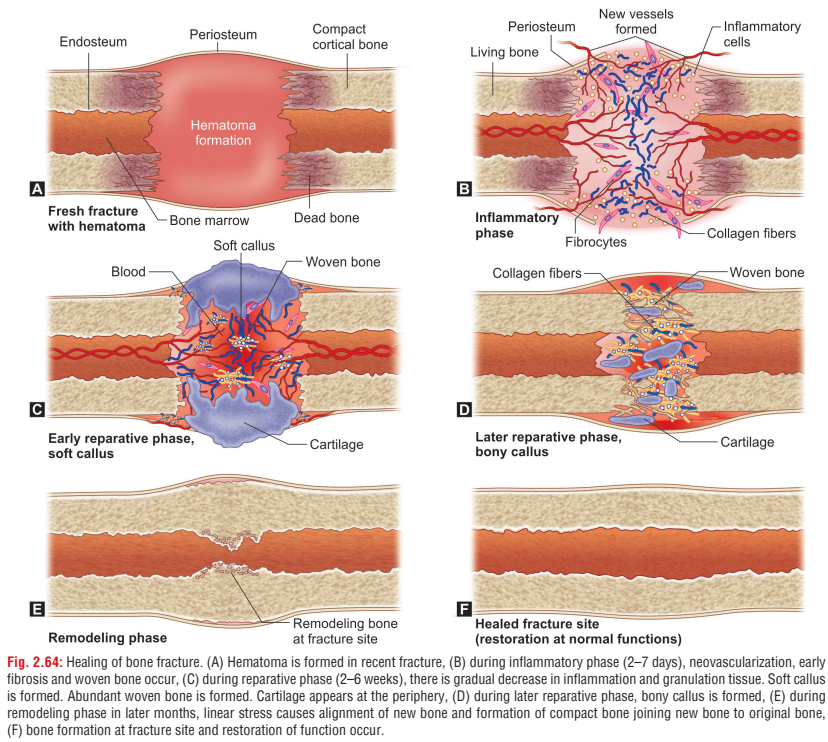 Endosteum
Periosteum
Compact
cortical bone
Hematoma
formation
A
Fresh fracture
with hematoma
Bone marrow
Dead bone
New vessels
formed
Periosteum
Inflammatory
cells
Living bone
B
Inflammatory
phase
Fibrocytes
Collagen fibers
Soft callus
Blood
Woven bone
C
Early reparative phase,
soft callus
Cartilage
Collagen fibers
Woven bone
D
Later reparative phase,
bony callus
Cartilage
E
Remodeling phase
Remodeling bone
at fracture site
F
Healed fracture site
(restoration at normal functions)
Fig. 2.64: Healing of bone fracture. (A) Hematoma is formed in recent fracture, (B) during inflammatory phase (2–7 days), neovascularization, early
fibrosis and woven bone occur, (C) during reparative phase (2–6 weeks), there is gradual decrease in inflammation and granulation tissue. Soft callus
is formed. Abundant woven bone is formed. Cartilage appears at the periphery, (D) during later reparative phase, bony callus is formed, (E) during
remodeling phase in later months, linear stress causes alignment of new bone and formation of compact bone joining new bone to original bone,
(F) bone formation at fracture site and restoration of function occur.